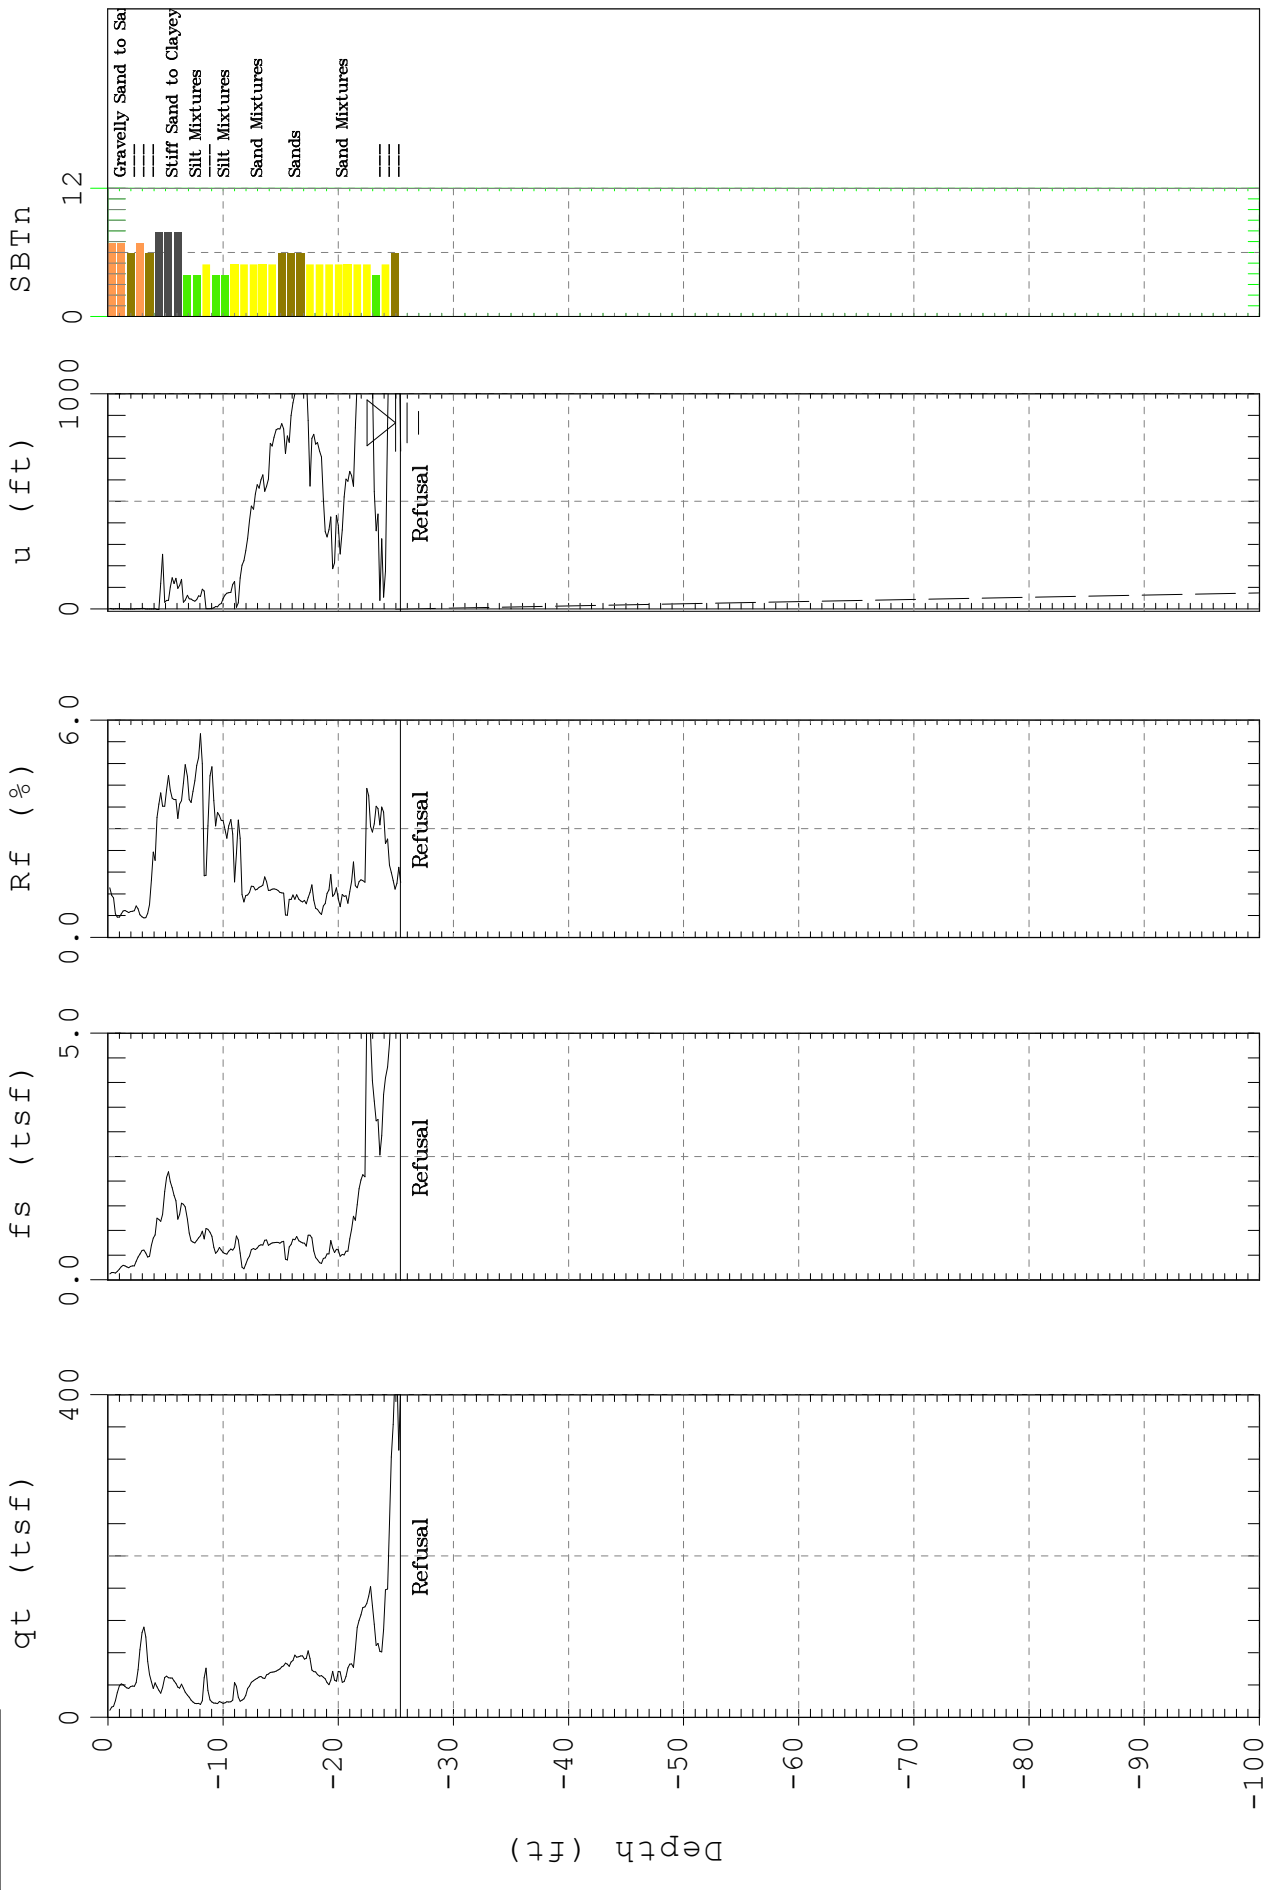 qt (tsf)
fs (tsf)
Rf (%)
u (ft)
SBTn
0
400
0.0
5.0
0.0
6.0
0
1000
0
12
Depth (ft)
0
-10
-20
-30
-40
-50
-60
-70
-80
-90
-100
Refusal
Refusal
Refusal
Refusal
Gravelly Sand to Sa
Stiff Sand to Clayey
Silt Mixtures
Silt Mixtures
Sand Mixtures
Sands
Sand Mixtures